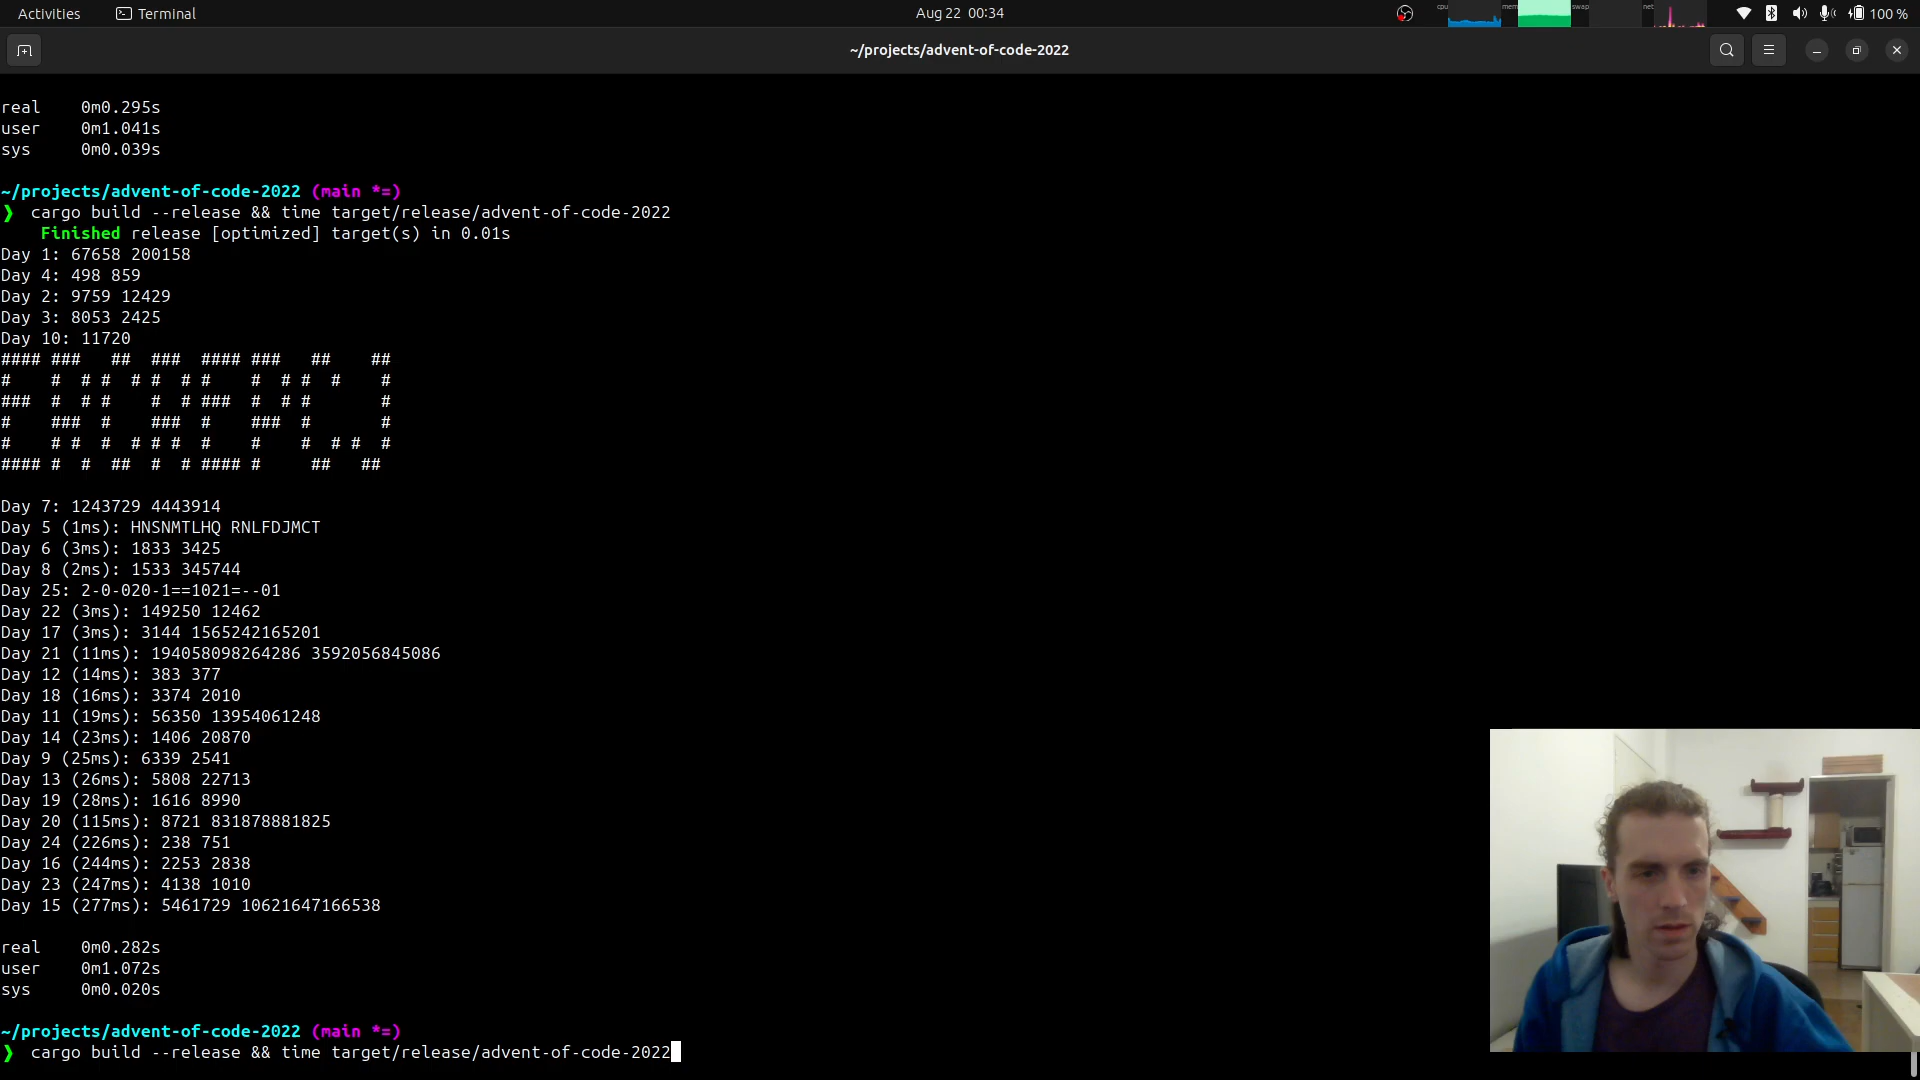 Activities Terminal Aug 22 00:34 cpu mem swap net 100 %
~/projects/advent-of-code-2022
real    0m0.295s
user    0m1.041s
sys     0m0.039s
~/projects/advent-of-code-2022 (main *=)
❯ cargo build --release && time target/release/advent-of-code-2022
    Finished release [optimized] target(s) in 0.01s
Day 1: 67658 200158
Day 4: 498 859
Day 2: 9759 12429
Day 3: 8053 2425
Day 10: 11720
#### ###   ##  ###  #### ###   ##    ##
#    #  # #  # #  # #    #  # #  #    #
###  #  # #    #  # ###  #  # #       #
#    ###  #    ###  #    ###  #       #
#    # #  #  # # #  #    #    #  # #  #
#### #  #  ##  #  # #### #     ##   ##
Day 7: 1243729 4443914
Day 5 (1ms): HNSNMTLHQ RNLFDJMCT
Day 6 (3ms): 1833 3425
Day 8 (2ms): 1533 345744
Day 25: 2-0-020-1==1021=--01
Day 22 (3ms): 149250 12462
Day 17 (3ms): 3144 1565242165201
Day 21 (11ms): 194058098264286 3592056845086
Day 12 (14ms): 383 377
Day 18 (16ms): 3374 2010
Day 11 (19ms): 56350 13954061248
Day 14 (23ms): 1406 20870
Day 9 (25ms): 6339 2541
Day 13 (26ms): 5808 22713
Day 19 (28ms): 1616 8990
Day 20 (115ms): 8721 831878881825
Day 24 (226ms): 238 751
Day 16 (244ms): 2253 2838
Day 23 (247ms): 4138 1010
Day 15 (277ms): 5461729 10621647166538
real    0m0.282s
user    0m1.072s
sys     0m0.020s
~/projects/advent-of-code-2022 (main *=)
❯ cargo build --release && time target/release/advent-of-code-2022